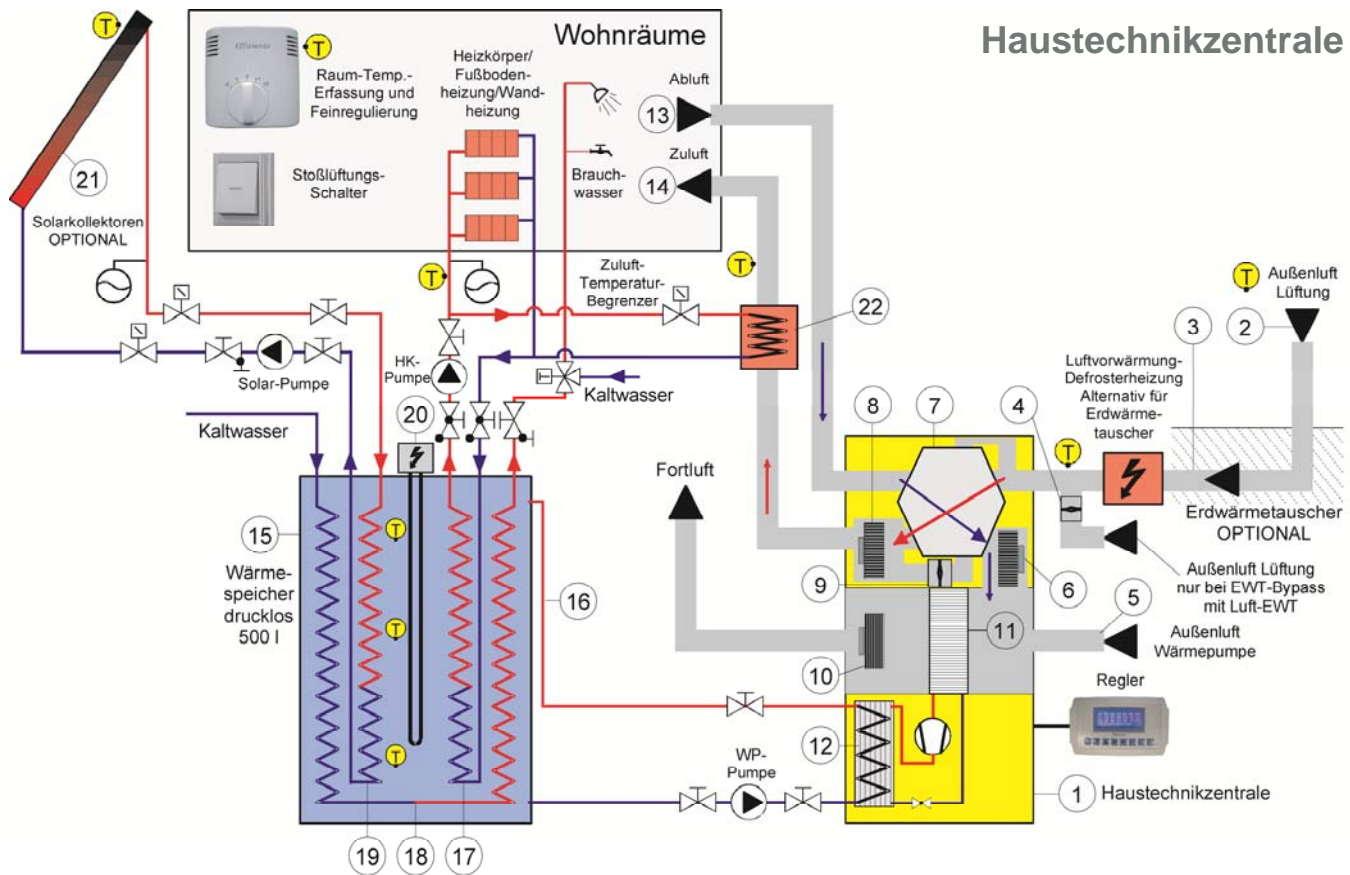 Haustechnikzentrale
Wohnräume
T
T
Raum-Temp.-
Erfassung und
Feinregulierung
Heizkörper/
Fußboden-
heizung/Wand-
heizung
Abluft
13
Zuluft
14
Brauch-
wasser
Stoßlüftungs-
Schalter
21
Solarkollektoren
OPTIONAL
T
Zuluft-
Temperatur-
Begrenzer
T
22
T
Außenluft
Lüftung
3
2
Luftvorwärmung-
Defrosterheizung
Alternativ für
Erdwärme-
tauscher
Solar-Pumpe
HK-
Pumpe
T
Kaltwasser
Kaltwasser
20
8
7
4
T
Fortluft
Erdwärmetauscher
OPTIONAL
15
Wärme-
speicher
drucklos
500 l
T
T
T
16
9
6
Außenluft Lüftung
nur bei EWT-Bypass
mit Luft-EWT
11
5
Außenluft
Wärmepumpe
10
Regler
12
WP-
Pumpe
1
Haustechnikzentrale
19
18
17